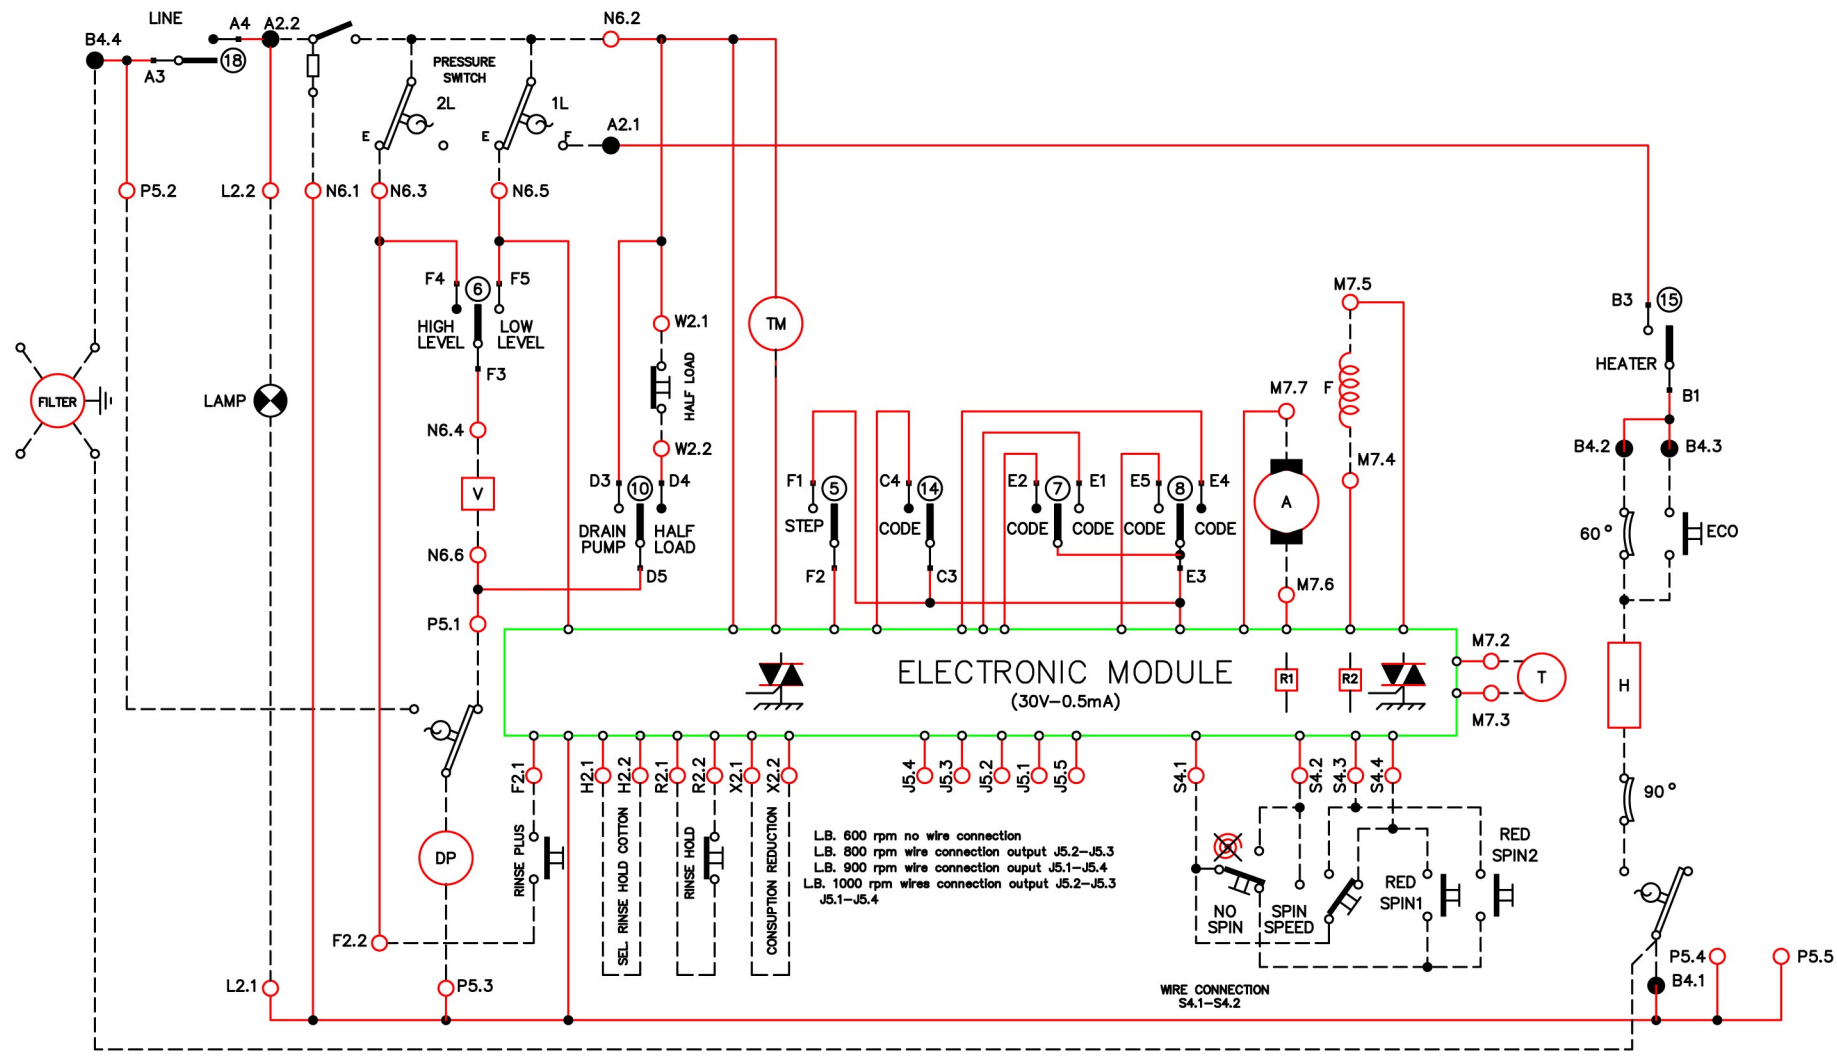 LINE
A4
A2.2
N6.2
B4.4
A3
18
PRESSURE
SWITCH
2L
1L
E
E
F
A2.1
P5.2
L2.2
N6.1
N6.3
N6.5
F4
6
F5
HIGH
LEVEL
LOW
LEVEL
F3
W2.1
TM
HALF LOAD
M7.5
B3
15
HEATER
B1
FILTER
LAMP
N6.4
W2.2
M7.7
F
M7.4
B4.2
B4.3
V
D3
10
D4
DRAIN
PUMP
HALF
LOAD
D5
F1
5
STEP
F2
C4
14
CODE
C3
E2
7
E1
CODE
CODE
E5
8
E4
CODE
CODE
E3
A
M7.6
60°
ECO
N6.6
P5.1
ELECTRONIC MODULE
(30V-0.5mA)
R1
R2
M7.2
T
M7.3
H
F2.1
H2.1
H2.2
R2.1
R2.2
X2.1
X2.2
J5.4
J5.3
J5.2
J5.1
J5.5
S4.1
S4.2
S4.3
S4.4
90°
DP
RINSE PLUS
SEL. RINSE HOLD COTTON
RINSE HOLD
CONSUPTION REDUCTION
L.B. 600 rpm no wire connection
L.B. 800 rpm wire connection output J5.2-J5.3
L.B. 900 rpm wire connection ouput J5.1-J5.4
L.B. 1000 rpm wires connection output J5.2-J5.3
J5.1-J5.4
NO
SPIN
SPIN
SPEED
RED
SPIN1
RED
SPIN2
F2.2
L2.1
P5.3
WIRE CONNECTION
S4.1-S4.2
P5.4
P5.5
B4.1